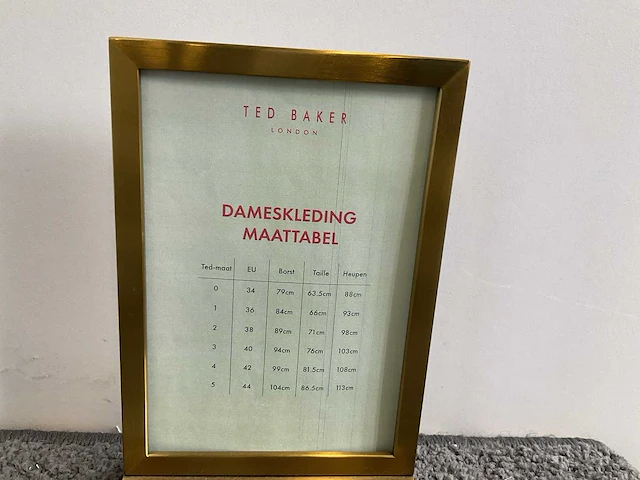 TED BAKER
LONDON
DAMESKLEDING
MAATTABEL
Ted-maat EU Borst Taille Heupen
0 34 79cm 63.5cm 88cm
1 36 84cm 66cm 93cm
2 38 89cm 71cm 98cm
3 40 94cm 76cm 103cm
4 42 99cm 81.5cm 108cm
5 44 104cm 86.5cm 113cm